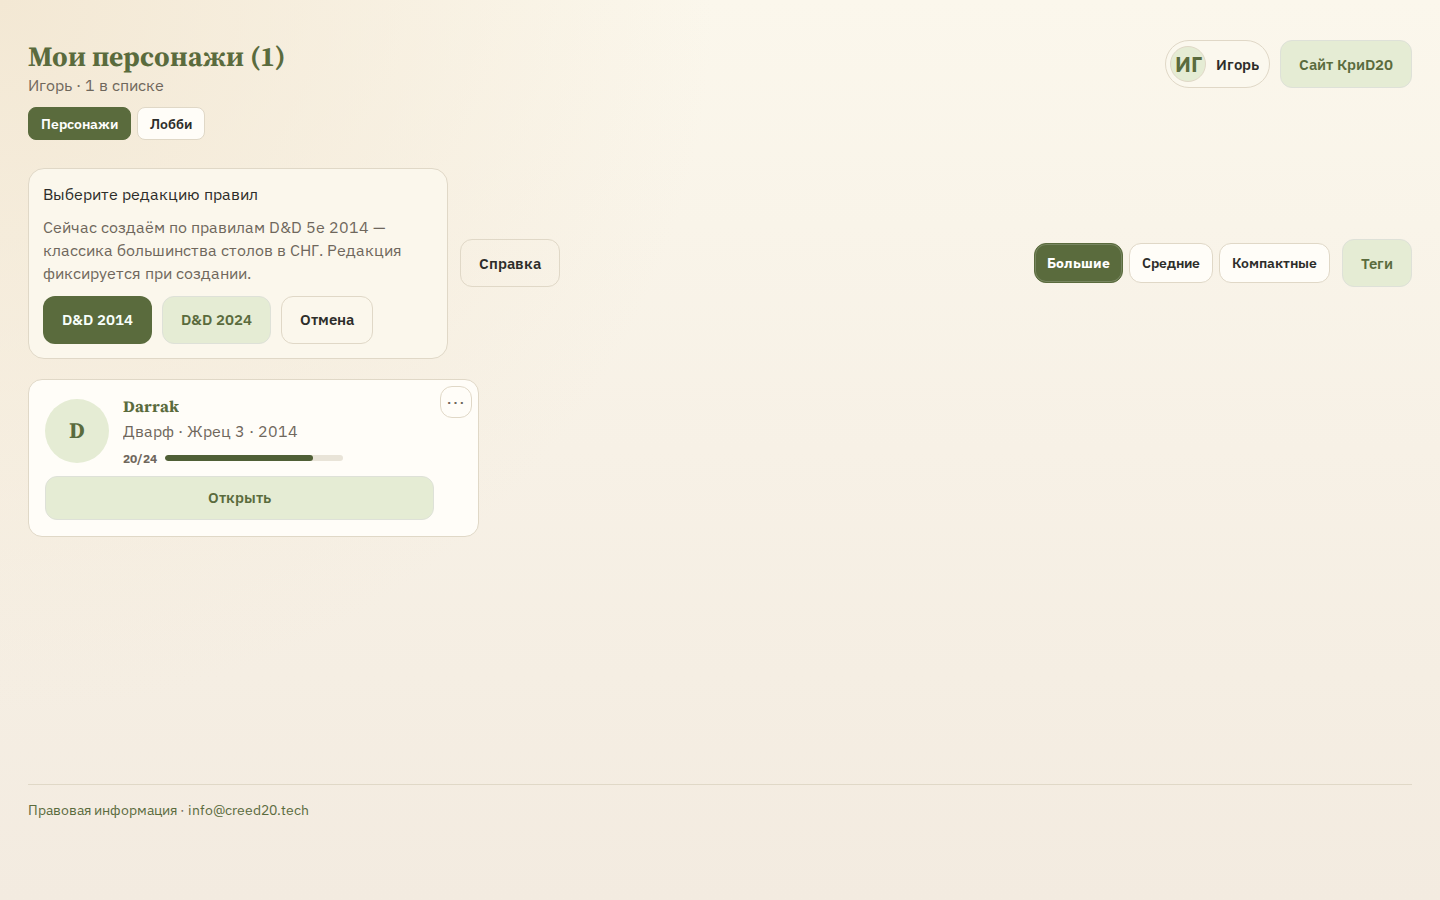 Мои персонажи (1)
Игорь · 1 в списке
ИГ
Игорь
Сайт КриD20
Персонажи
Лобби
Выберите редакцию правил
Сейчас создаём по правилам D&D 5e 2014 —
классика большинства столов в СНГ. Редакция
фиксируется при создании.
D&D 2014
D&D 2024
Отмена
Справка
Большие
Средние
Компактные
Теги
D
Darrak
Дварф · Жрец 3 · 2014
20/24
Открыть
Правовая информация · info@creed20.tech